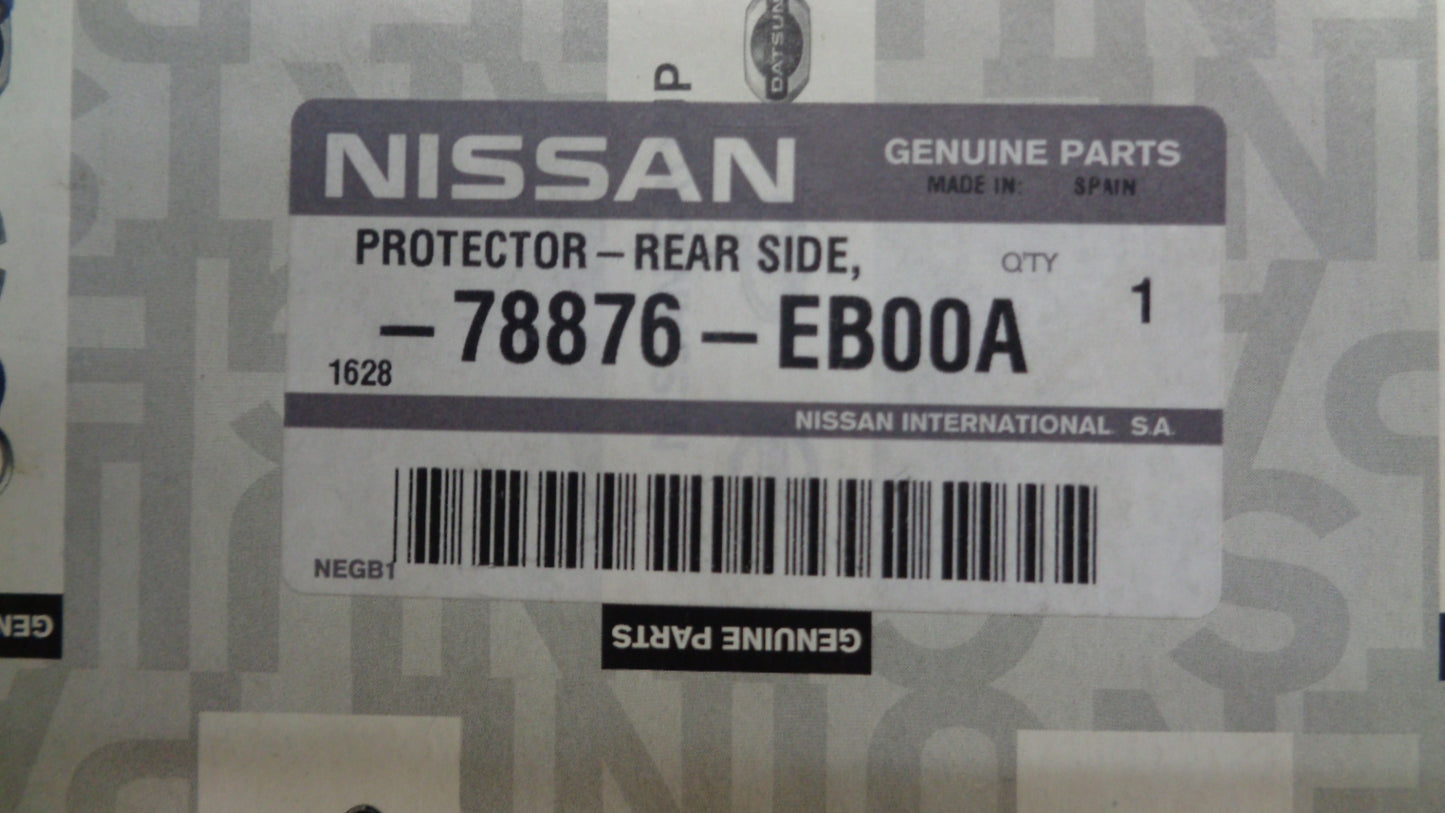 P
DATSUN
NISSAN
GENUINE PARTS
MADE IN: SPAIN
PROTECTOR-REAR SIDE,
Q'TY
1
-78876-EB00A
1628
NISSAN INTERNATIONAL S.A.
NEGB1
GEN
GENUINE PARTS